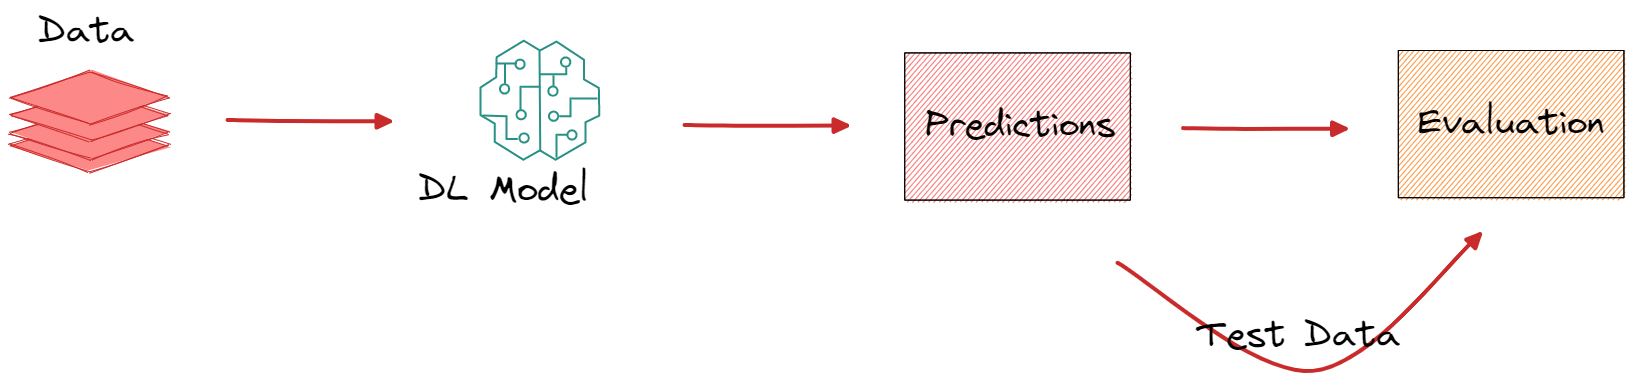 Data
DL Model
Predictions
Evaluation
Test Data